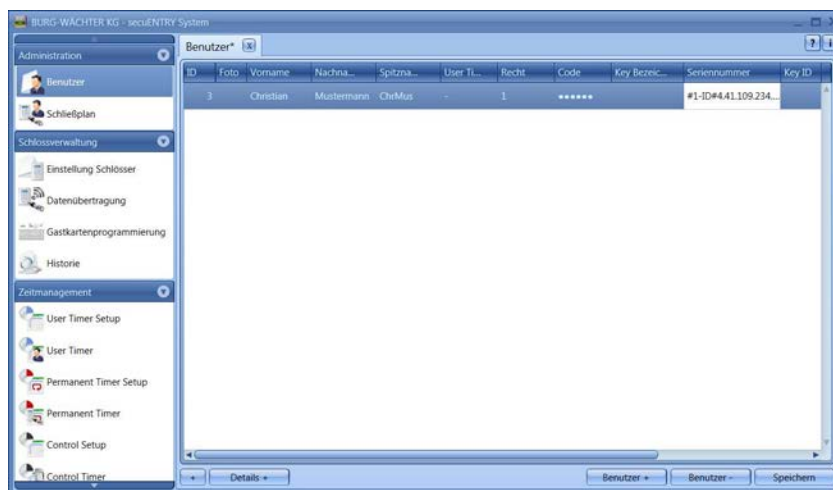 BURG-WÄCHTER KG - secuENTRY System
Administration
Benutzer
Schließplan
Schlossverwaltung
Einstellung Schlösser
Datenübertragung
Gastkartenprogrammierung
Historie
Zeitmanagement
User Timer Setup
User Timer
Permanent Timer Setup
Permanent Timer
Control Setup
Control Timer
Benutzer*
? i
ID Foto Vorname Nachna... Spitzna... User Ti... Recht Code Key Bezeic... Seriennummer Key ID
3 Christian Mustermann ChrMus - 1 ●●●●●● #1-ID#4.41.109.234....
+ Details + Benutzer + Benutzer - Speichern